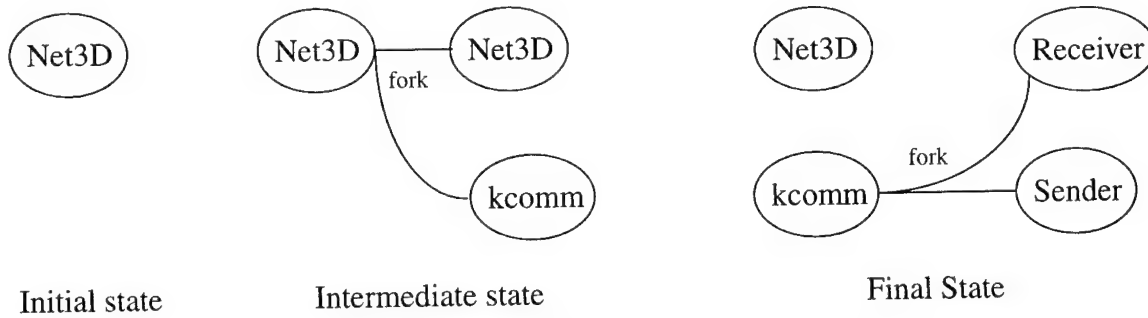 Net3D
Net3D
Net3D
fork
kcomm
Net3D
Receiver
fork
kcomm
Sender
Initial state
Intermediate state
Final State